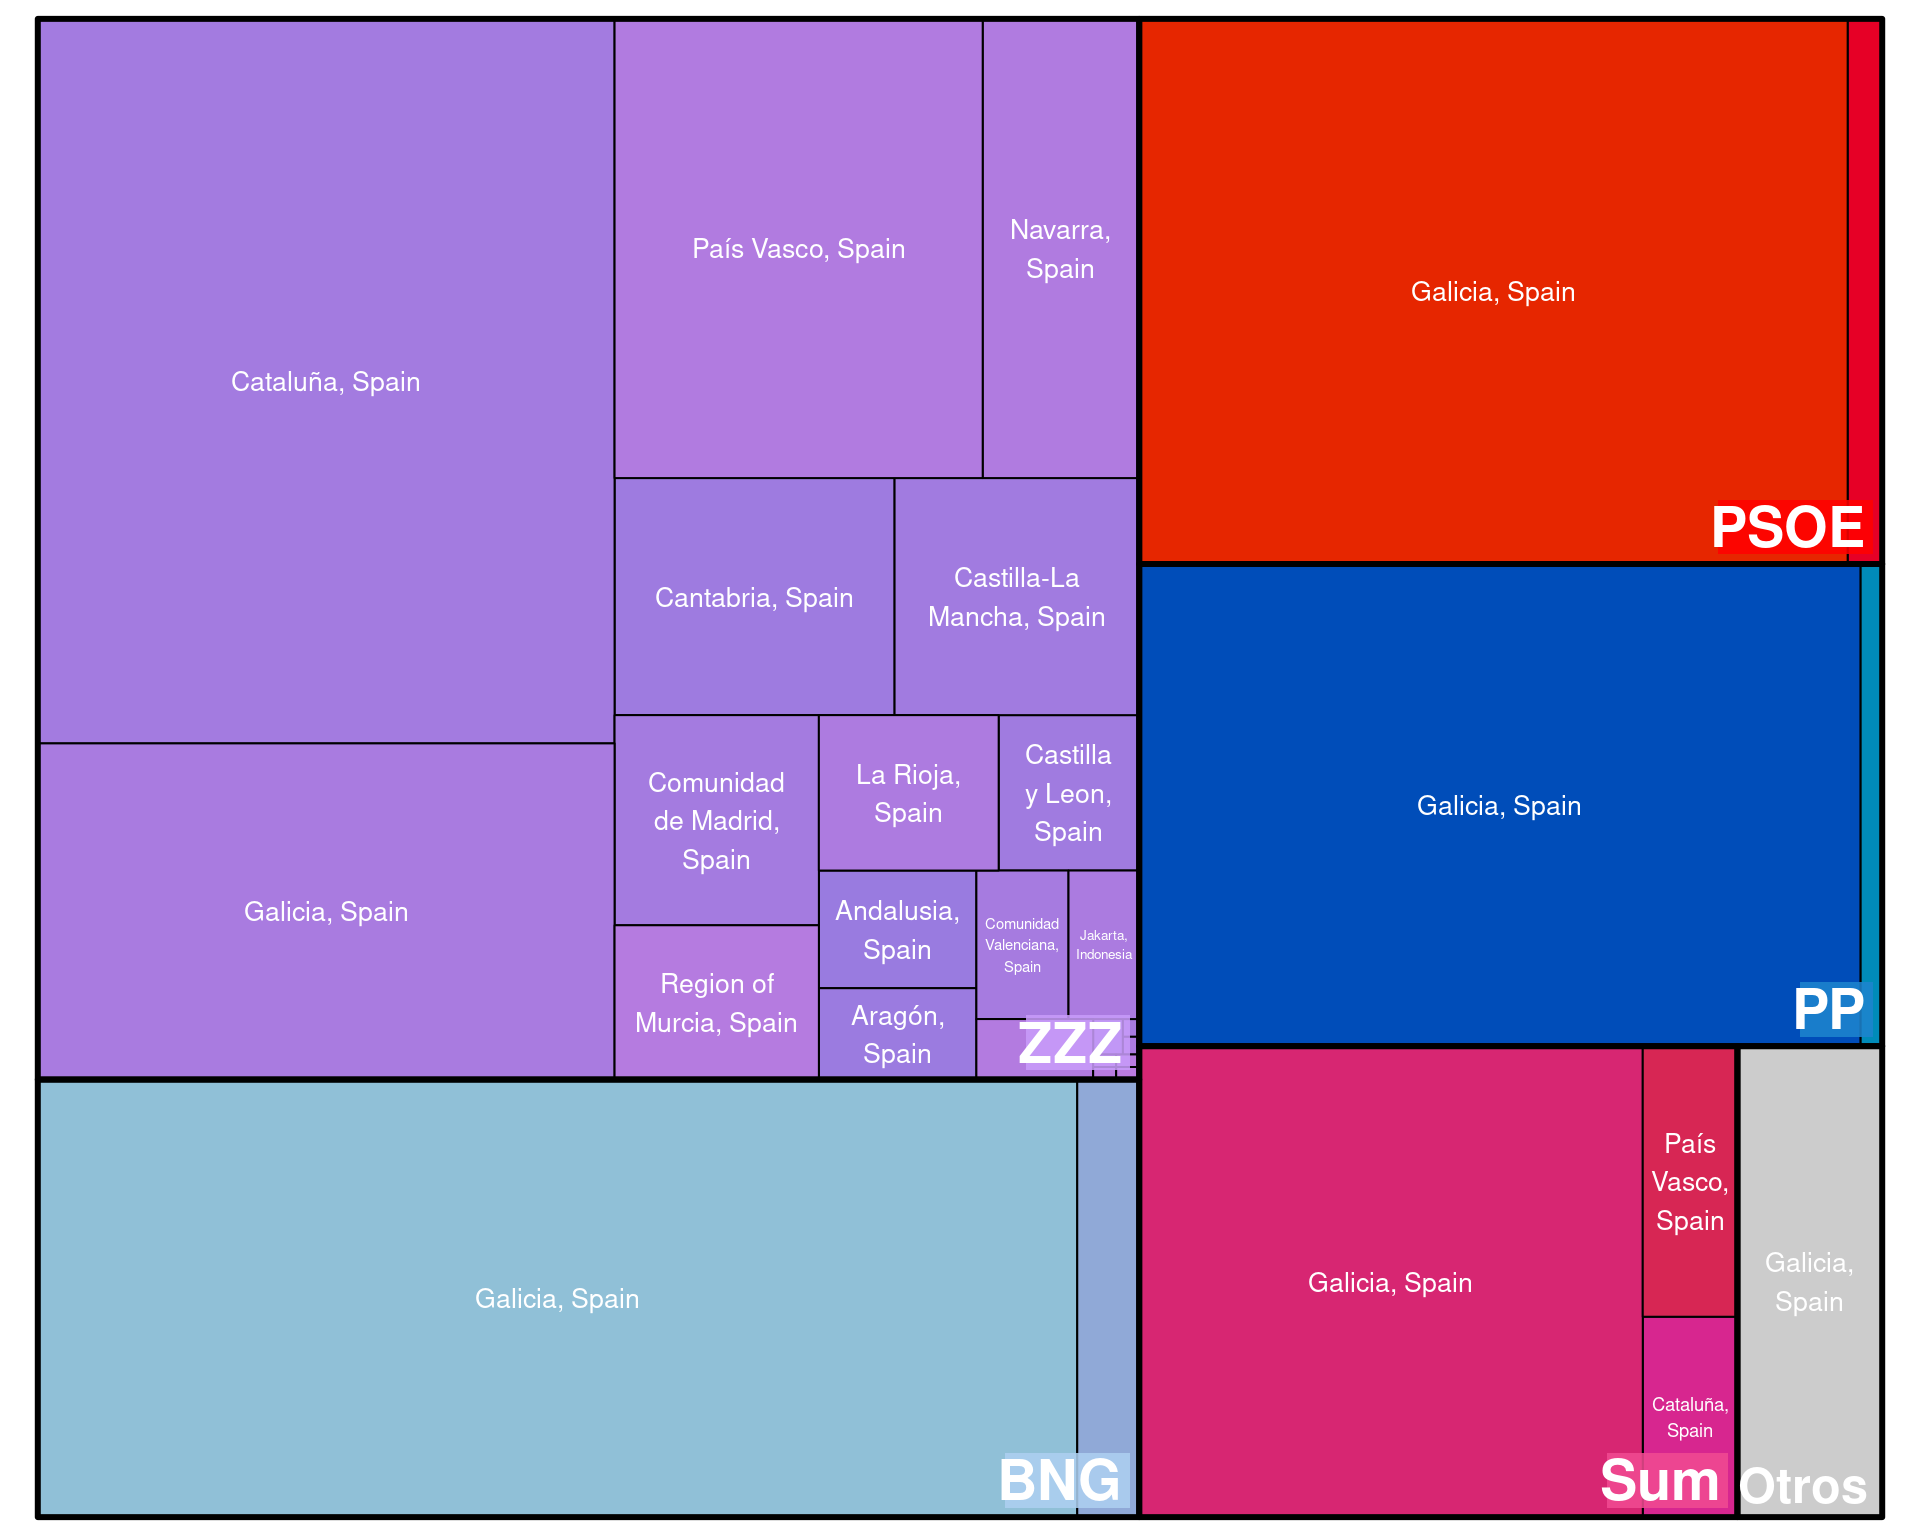 Cataluña, Spain
País Vasco, Spain
Navarra,
Spain
Cantabria, Spain
Castilla-La
Mancha, Spain
Galicia, Spain
Comunidad
de Madrid,
Spain
La Rioja,
Spain
Castilla
y Leon,
Spain
Region of
Murcia, Spain
Andalusia,
Spain
Aragón,
Spain
Comunidad
Valenciana,
Spain
Jakarta,
Indonesia
ZZZ
Galicia, Spain
BNG
Galicia, Spain
PSOE
Galicia, Spain
PP
Galicia, Spain
País
Vasco,
Spain
Cataluña,
Spain
Sum
Galicia,
Spain
Otros